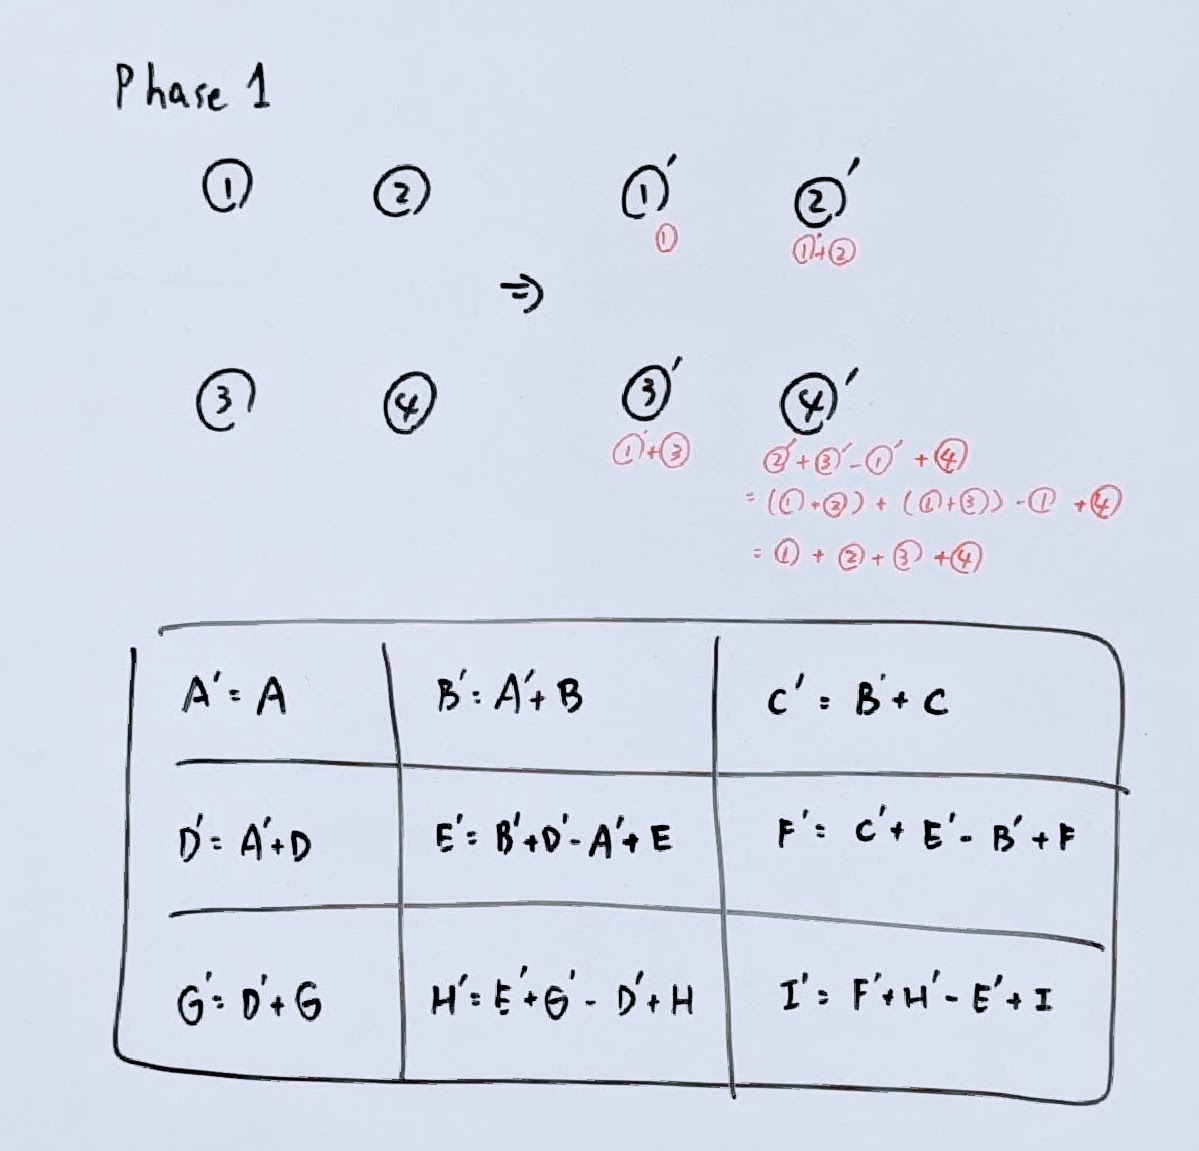 Phase 1
① ② ①′ ②′
① ①′+②
⇒
③ ④ ③′ ④′
①′+③ ②′+③′-①′+④
=(①+②)+(①+③)-①+④
=①+②+③+④
A′=A B′=A′+B C′=B′+C
D′=A′+D E′=B′+D′-A′+E F′=C′+E′-B′+F
G′=D′+G H′=E′+G′-D′+H I′=F′+H′-E′+I